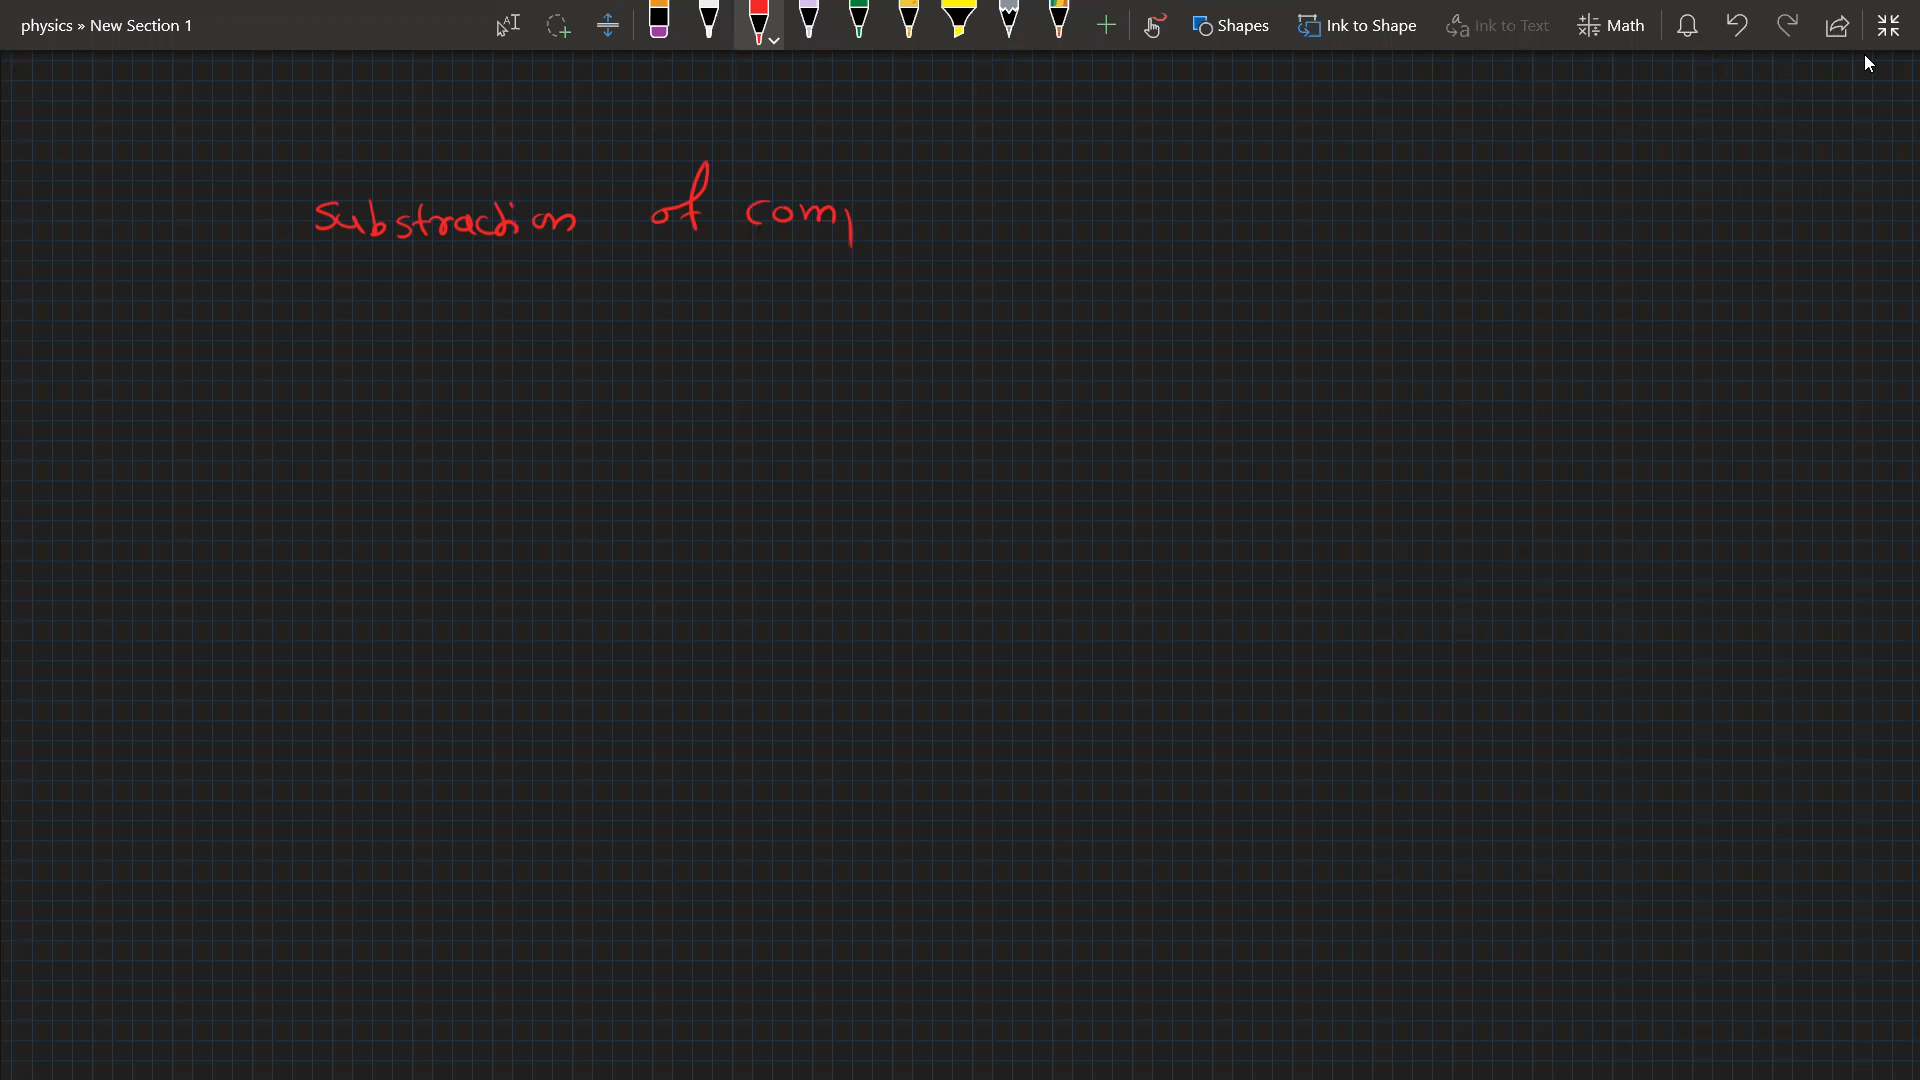 physics » New Section 1 Shapes Ink to Shape Ink to Text Math
Substraction of com